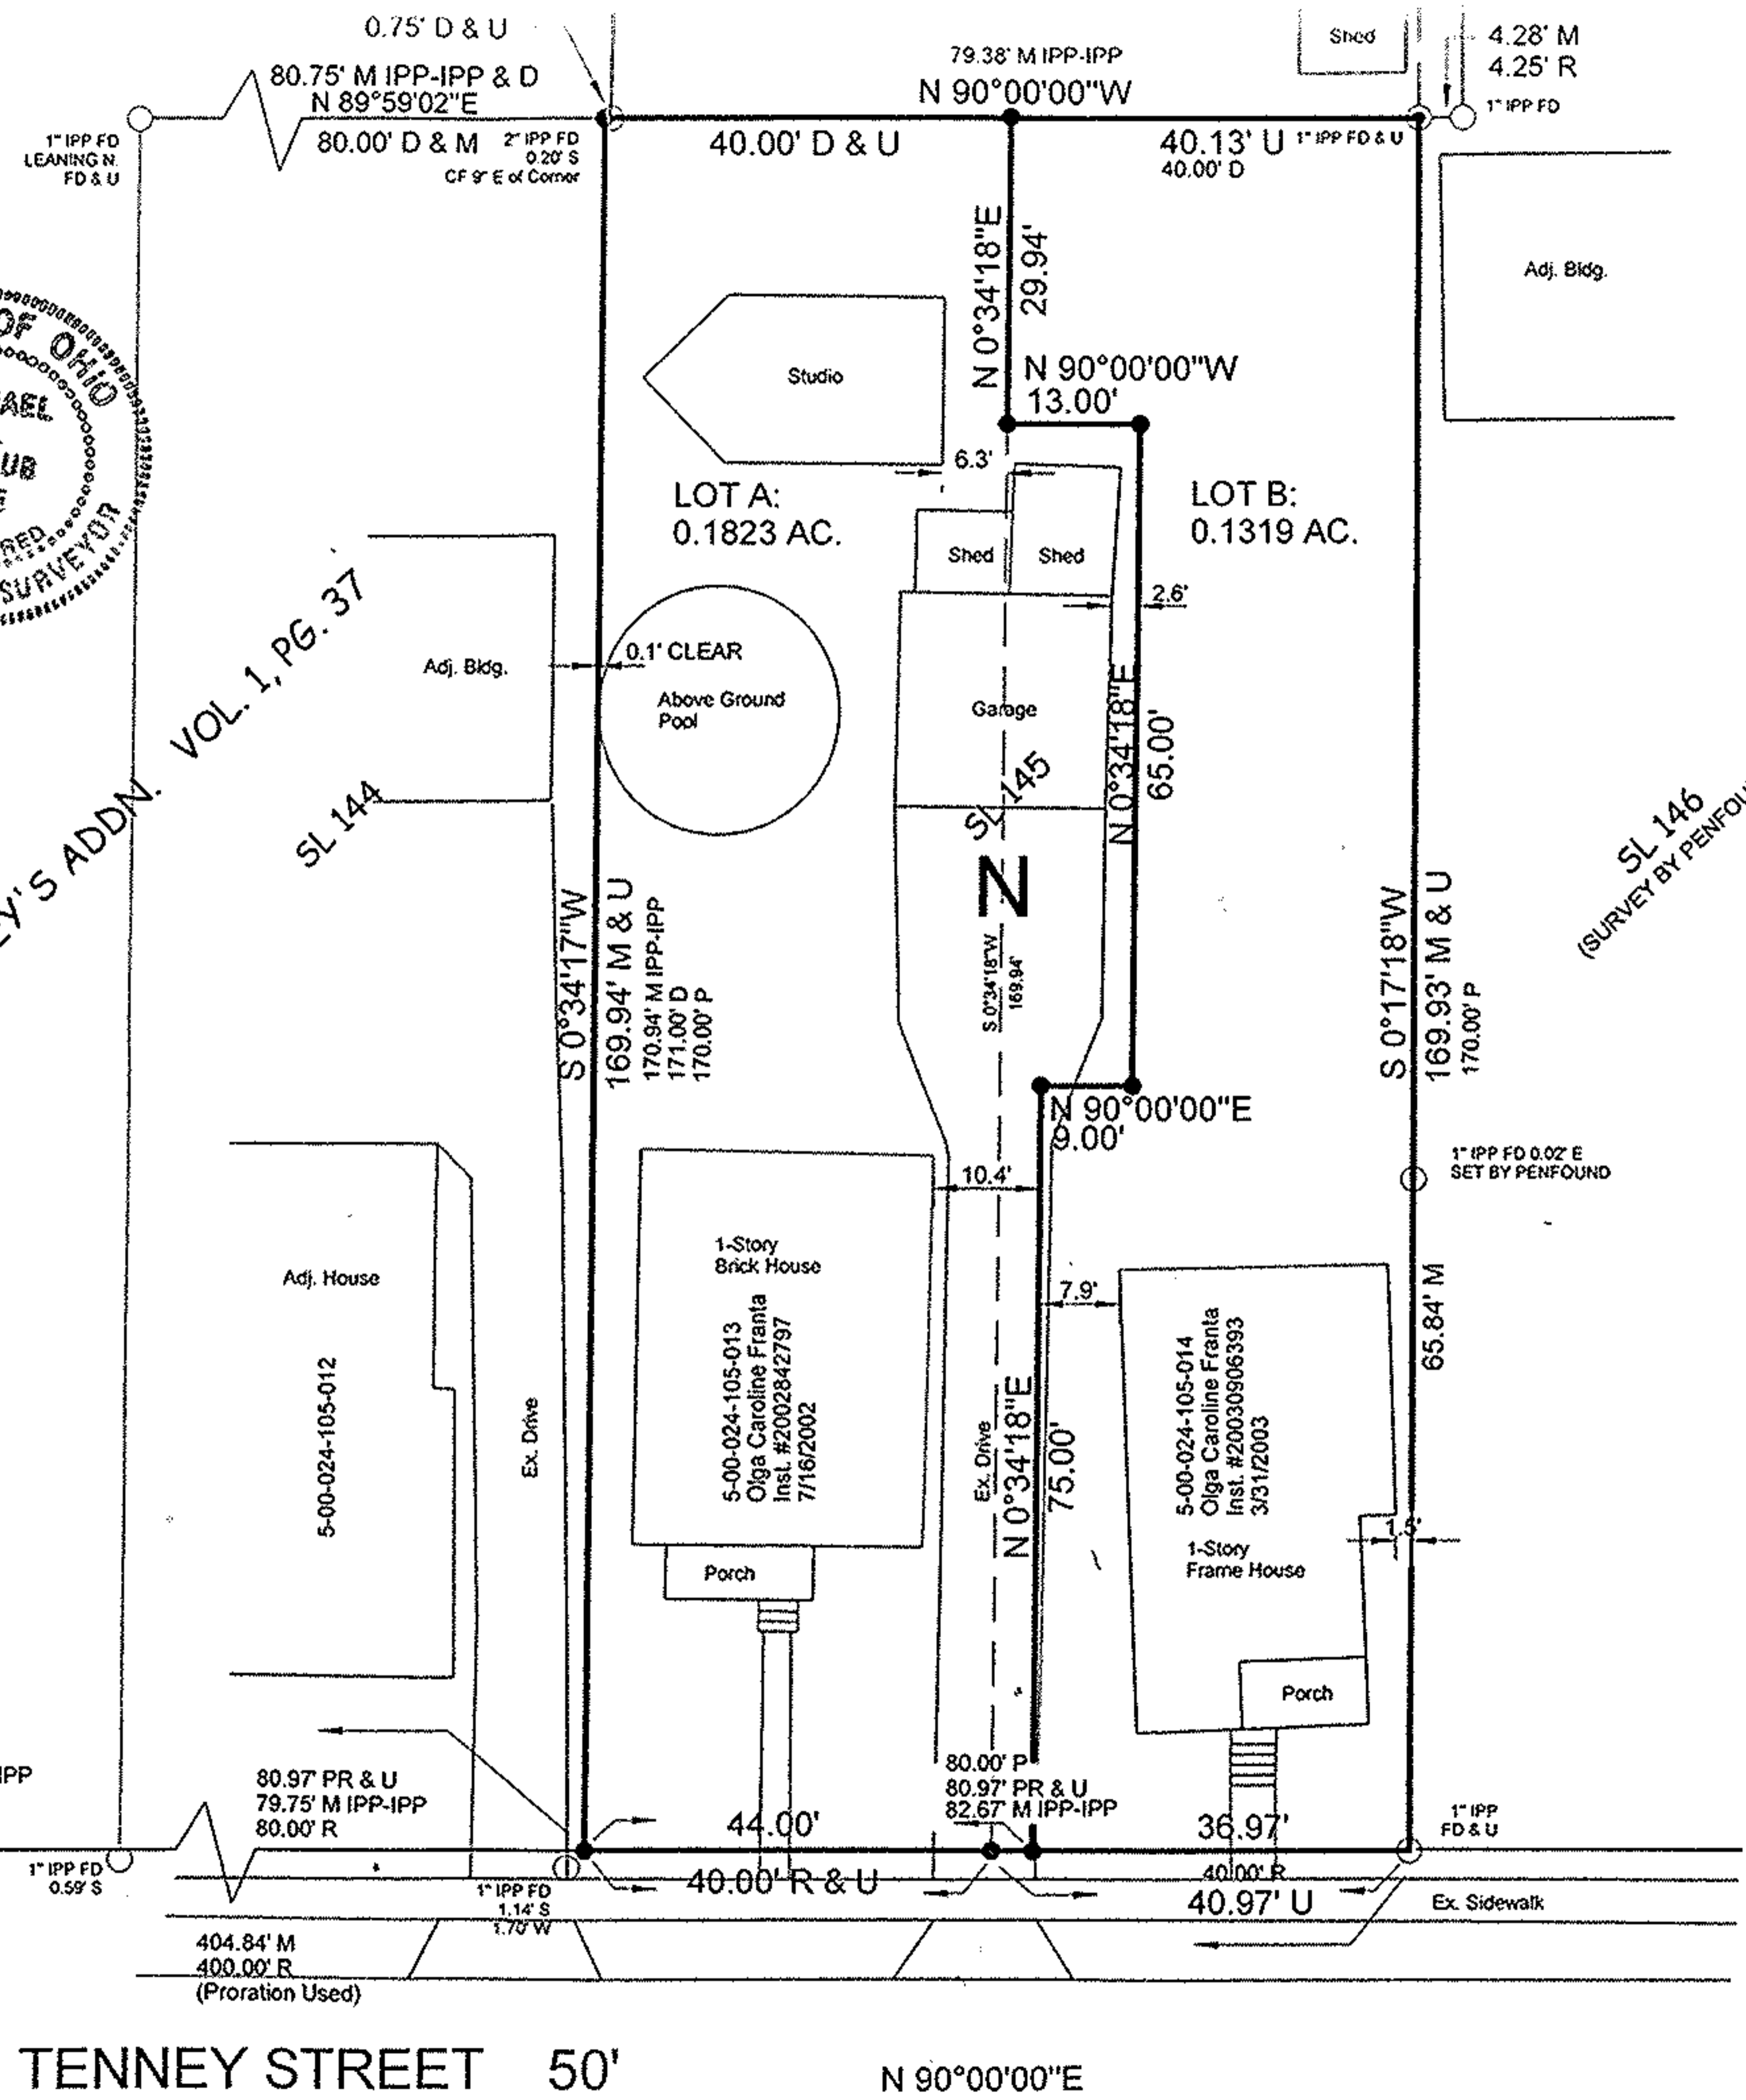 0.75' D & U
80.75' M IPP-IPP & D
N 89°59'02"E
80.00' D & M
1" IPP FD
LEANING N.
FD & U
2" IPP FD
0.20' S
CF 9" E of Corner
79.38' M IPP-IPP
N 90°00'00"W
40.00' D & U
40.13' U
40.00' D
1" IPP FD & U
Shed
4.28' M
4.25' R
1" IPP FD
Adj. Bldg.
N 0°34'18"E
29.94'
N 90°00'00"W
13.00'
Studio
6.3'
OF OHIO
SURVEYOR
LOT A:
0.1823 AC.
LOT B:
0.1319 AC.
Shed
Shed
2.6'
Adj. Bldg.
0.1' CLEAR
Above Ground
Pool
Garage
N 0°34'18"E
65.00'
ADDN. VOL. 1, PG. 37
SL 144
SL 145
N
SL 146
S 0°34'17"W
169.94' M & U
170.94' M IPP-IPP
171.00' D
170.00' P
S 0°34'18"W
169.94'
S 0°17'18"W
169.93' M & U
170.00' P
N 90°00'00"E
9.00'
1" IPP FD 0.02' E
SET BY PENFOUND
10.4'
7.9'
65.84' M
Adj. House
5-00-024-105-012
Ex. Drive
1-Story
Brick House
5-00-024-105-013
Olga Caroline Franta
Inst. #2002842797
7/16/2002
Porch
Ex. Drive
N 0°34'18"E
75.00'
5-00-024-105-014
Olga Caroline Franta
Inst. #20030906393
3/31/2003
1-Story
Frame House
1.5'
Porch
IPP
80.97' PR & U
79.75' M IPP-IPP
80.00' R
80.00' P
80.97' PR & U
82.67' M IPP-IPP
44.00'
36.97'
1" IPP
FD & U
1" IPP FD
0.59' S
1" IPP FD
1.14' S
1.70' W
40.00' R & U
40.00' R
40.97' U
Ex. Sidewalk
404.84' M
400.00' R
(Proration Used)
TENNEY STREET 50'
N 90°00'00"E